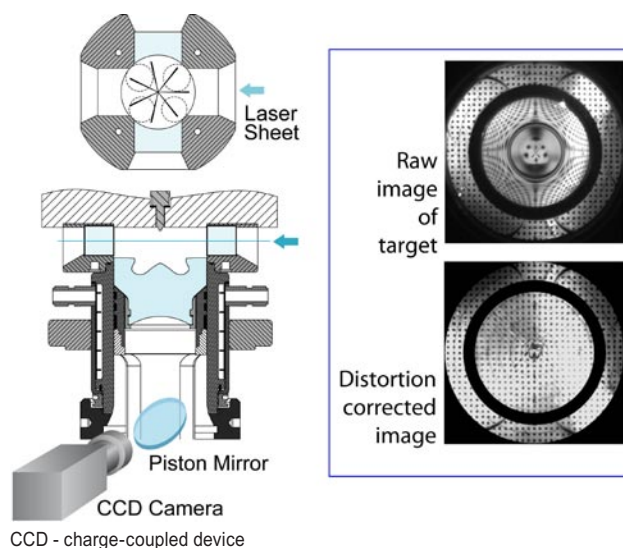 Laser
Sheet
Piston Mirror
CCD Camera
CCD - charge-coupled device
Raw
image
of
target
Distortion
corrected
image